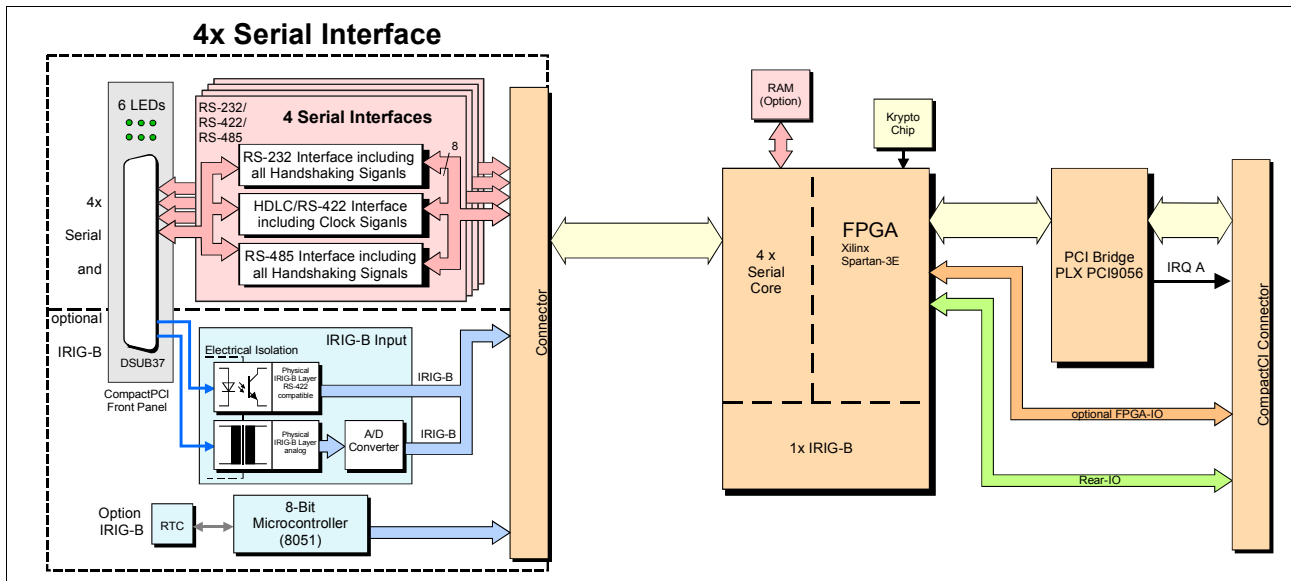 4x Serial Interface
6 LEDs
RS-232/
RS-422/
RS-485
4 Serial Interfaces
8
RS-232 Interface including
all Handshaking Siganls
HDLC/RS-422 Interface
including Clock Siganls
RS-485 Interface including
all Handshaking Signals
4x
Serial
and
optional
IRIG-B
DSUB37
CompactPCI
Front Panel
IRIG-B Input
Electrical Isolation
Physical
IRIG-B Layer
RS-422
compatible
IRIG-B
Physical
IRIG-B Layer
analog
A/D
Converter
IRIG-B
Option
IRIG-B
RTC
8-Bit
Microcontroller
(8051)
Connector
RAM
(Option)
Krypto
Chip
FPGA
Xilinx
Spartan-3E
4 x
Serial
Core
1x IRIG-B
PCI Bridge
PLX PCI9056
IRQ A
optional FPGA-IO
Rear-IO
CompactCI Connector